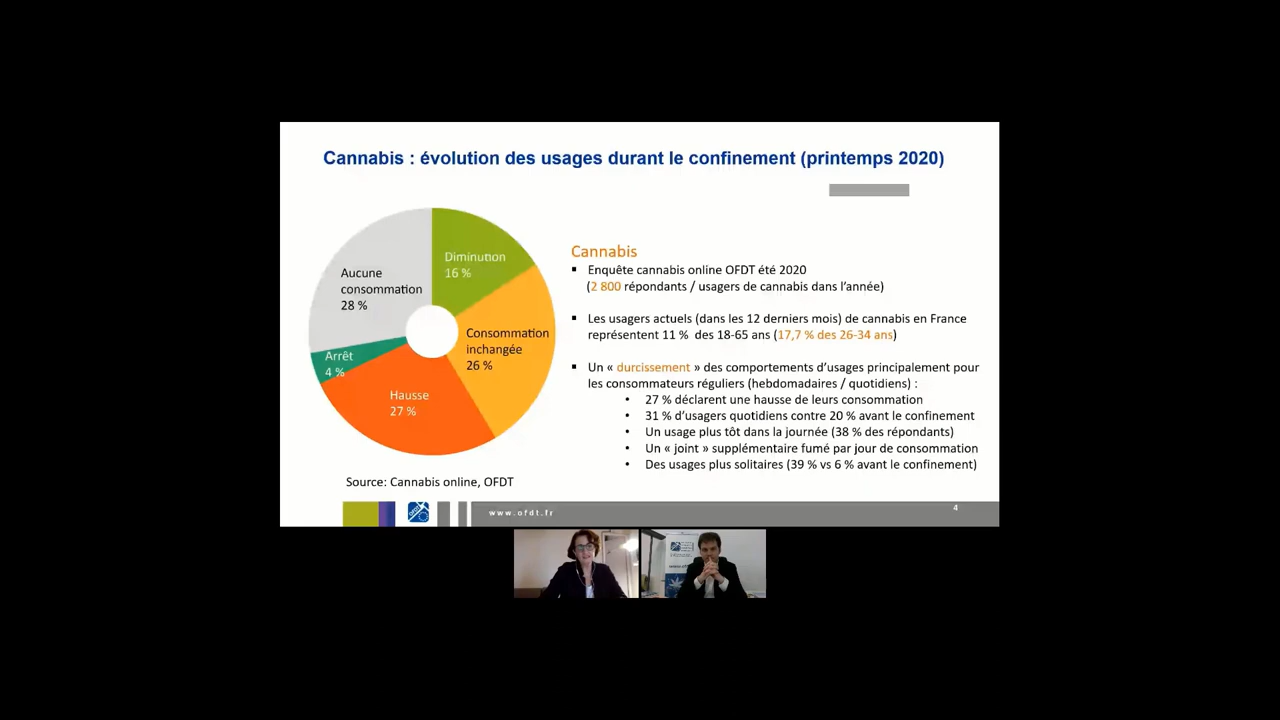 Cannabis : évolution des usages durant le confinement (printemps 2020)
Diminution
16 %
Aucune
consommation
28 %
Consommation
inchangée
26 %
Arrêt
4 %
Hausse
27 %
Source: Cannabis online, OFDT
Cannabis
▪ Enquête cannabis online OFDT été 2020
(2 800 répondants / usagers de cannabis dans l’année)
▪ Les usagers actuels (dans les 12 derniers mois) de cannabis en France
représentent 11 % des 18-65 ans (17,7 % des 26-34 ans)
▪ Un « durcissement » des comportements d’usages principalement pour
les consommateurs réguliers (hebdomadaires / quotidiens) :
• 27 % déclarent une hausse de leurs consommation
• 31 % d’usagers quotidiens contre 20 % avant le confinement
• Un usage plus tôt dans la journée (38 % des répondants)
• Un « joint » supplémentaire fumé par jour de consommation
• Des usages plus solitaires (39 % vs 6 % avant le confinement)
www.ofdt.fr
4